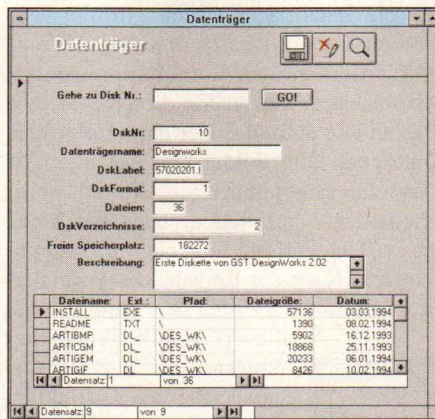 Datenträger
Datenträger
Gehe zu Disk Nr.: GO!
DskNr: 10
Datenträgername: Designworks
DskLabel: 57020201.I
DskFormat: 1
Dateien: 36
DskVerzeichnisse: 2
Freier Speicherplatz: 182272
Beschreibung: Erste Diskette von GST DesignWorks 2.02
Dateiname: Ext.: Pfad: Dateigröße: Datum:
INSTALL EXE \ 57136 03.03.1994
README TXT \ 1390 08.02.1994
ARTIBMP DL_ \DES_WK\ 5902 16.12.1993
ARTICGM DL_ \DES_WK\ 18868 25.11.1993
ARTIGEM DL_ \DES_WK\ 20233 06.01.1994
ARTIGIF DL_ \DES_WK\ 8426 10.02.1994
Datensatz: 1 von 36
Datensatz: 9 von 9